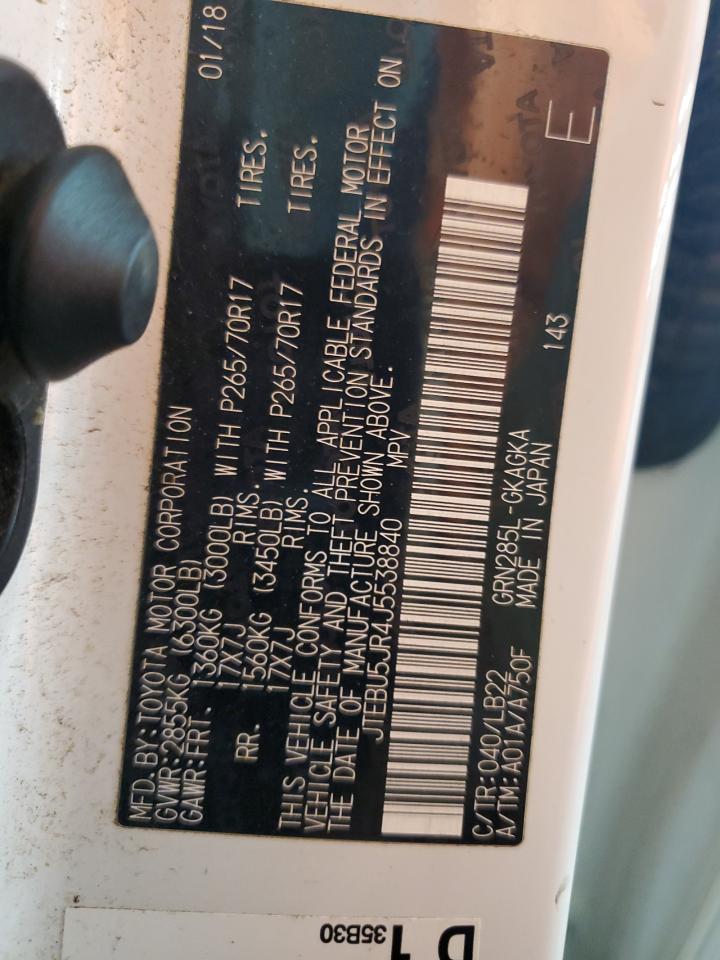 MFD. BY: TOYOTA MOTOR CORPORATION 01/18
GVWR: 2855KG (6300LB)
GAWR: FRT. 1360KG (3000LB) WITH P265/70R17 TIRES.
17X7J RIMS.
RR. 1560KG (3450LB) WITH P265/70R17 TIRES.
17X7J RIMS.
THIS VEHICLE CONFORMS TO ALL APPLICABLE FEDERAL MOTOR
VEHICLE SAFETY AND THEFT PREVENTION STANDARDS IN EFFECT ON
THE DATE OF MANUFACTURE SHOWN ABOVE.
JTEBU5JR4J5538840 MPV
C/TR: 040/LB22 GRN285L-GKAGKA 143 E
A/TM: A01A/A750F MADE IN JAPAN
D1
35B30